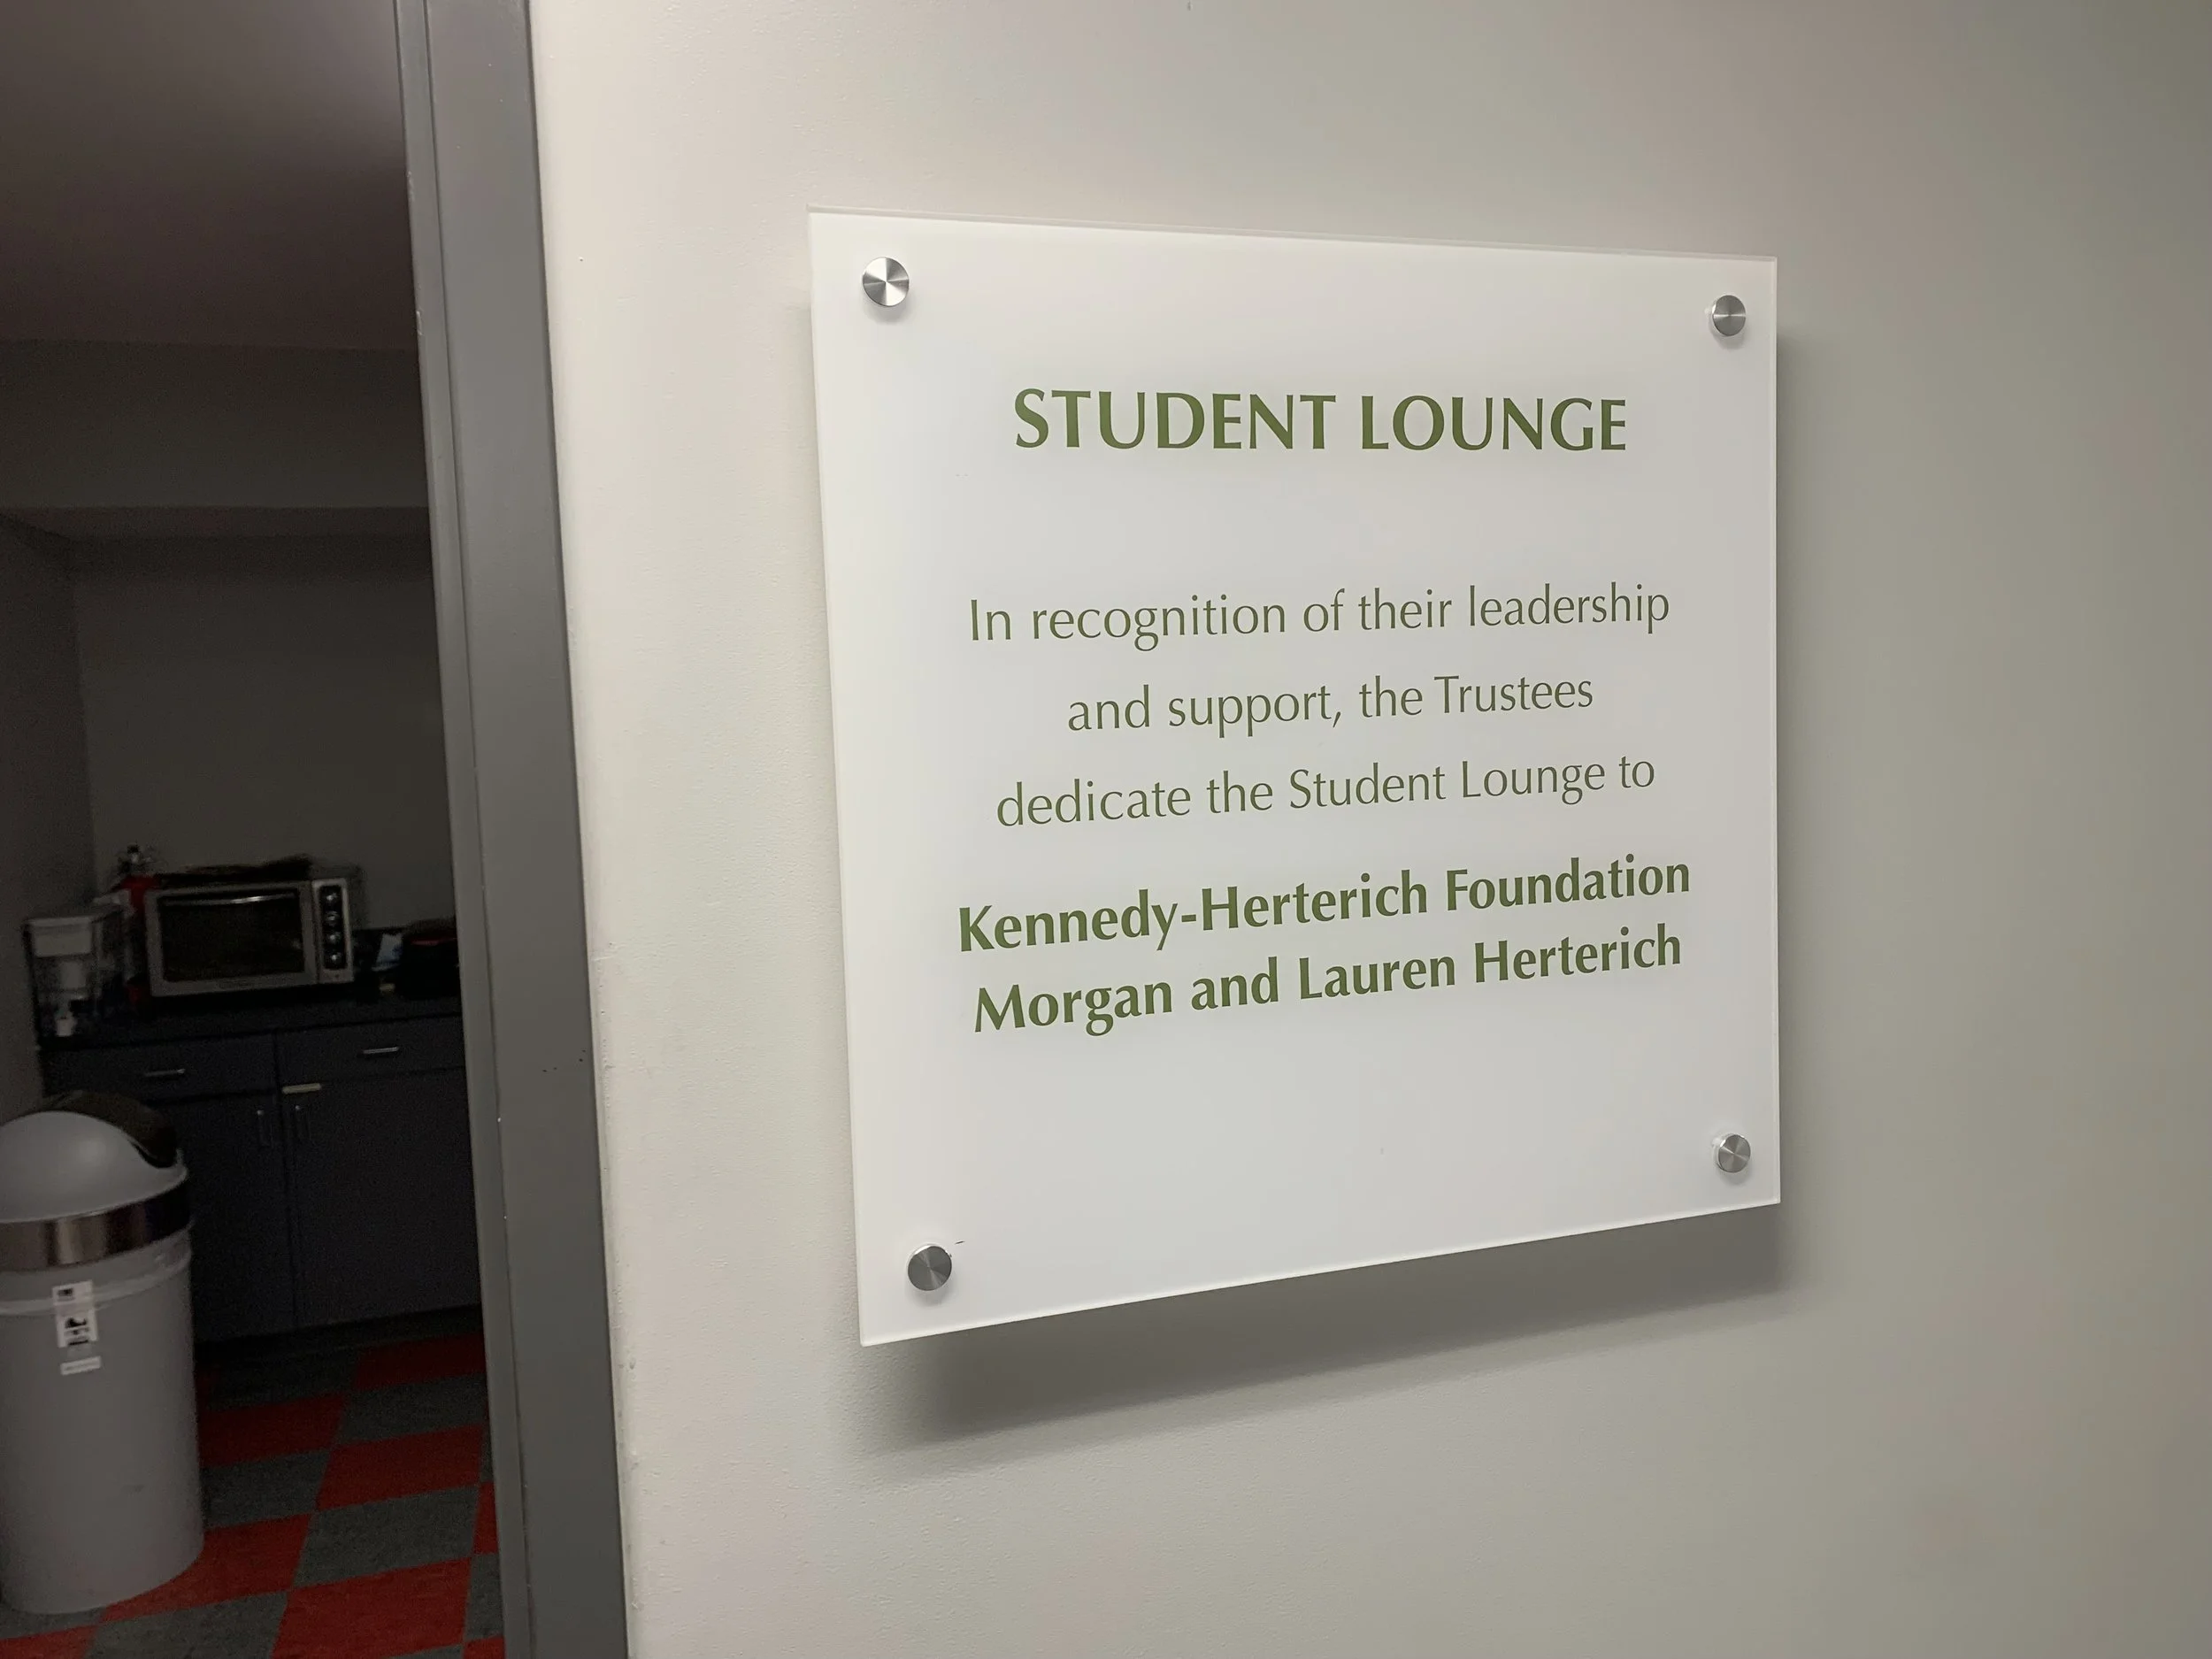 STUDENT LOUNGE
In recognition of their leadership
and support, the Trustees
dedicate the Student Lounge to
Kennedy-Herterich Foundation
Morgan and Lauren Herterich